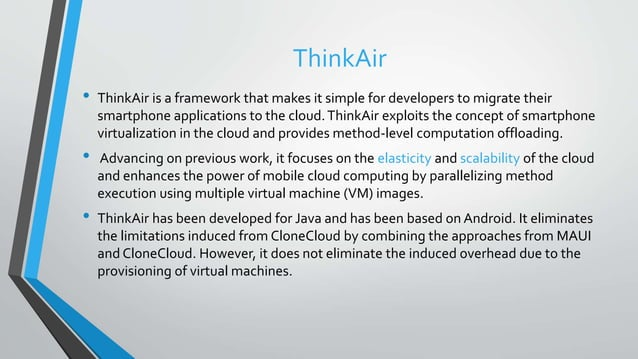 ThinkAir
• ThinkAir is a framework that makes it simple for developers to migrate their
smartphone applications to the cloud. ThinkAir exploits the concept of smartphone
virtualization in the cloud and provides method-level computation offloading.
• Advancing on previous work, it focuses on the elasticity and scalability of the cloud
and enhances the power of mobile cloud computing by parallelizing method
execution using multiple virtual machine (VM) images.
• ThinkAir has been developed for Java and has been based on Android. It eliminates
the limitations induced from CloneCloud by combining the approaches from MAUI
and CloneCloud. However, it does not eliminate the induced overhead due to the
provisioning of virtual machines.